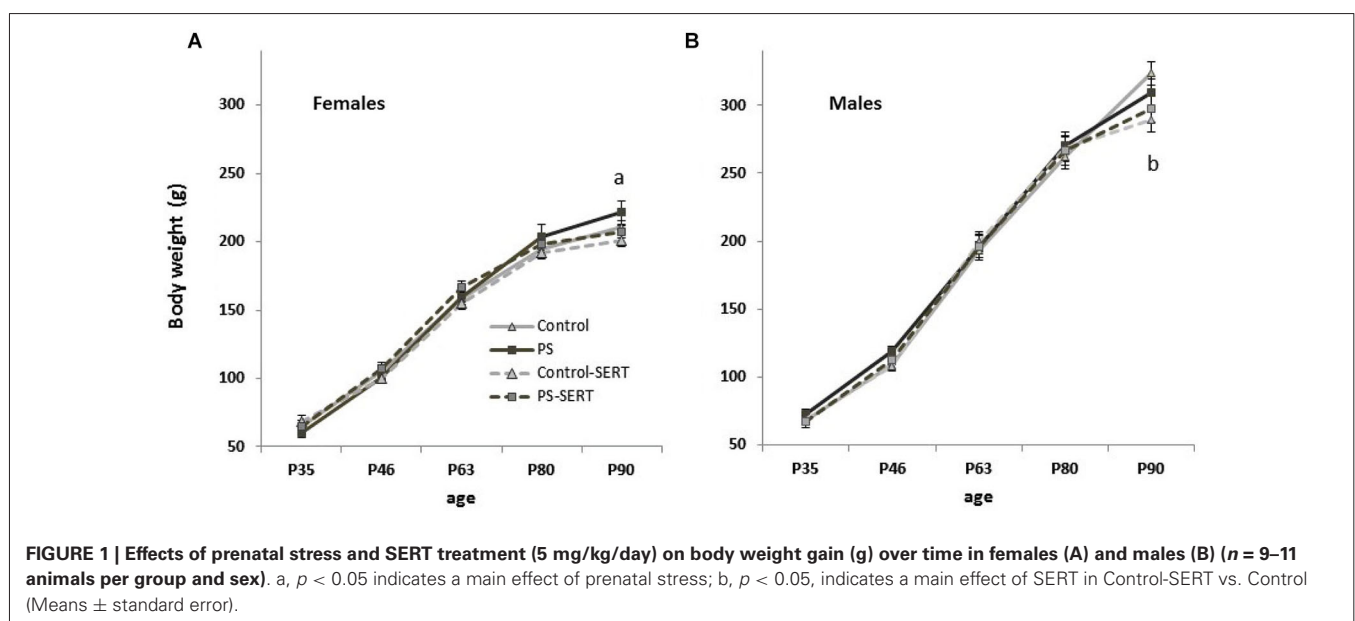 A
B
Females
Males
Body weight (g)
300
250
200
150
100
50
a
Control
PS
Control-SERT
PS-SERT
P35 P46 P63 P80 P90
age
300
250
200
150
100
50
b
P35 P46 P63 P80 P90
age
FIGURE 1 | Effects of prenatal stress and SERT treatment (5 mg/kg/day) on body weight gain (g) over time in females (A) and males (B) (n = 9–11
animals per group and sex). a, p < 0.05 indicates a main effect of prenatal stress; b, p < 0.05, indicates a main effect of SERT in Control-SERT vs. Control
(Means ± standard error).